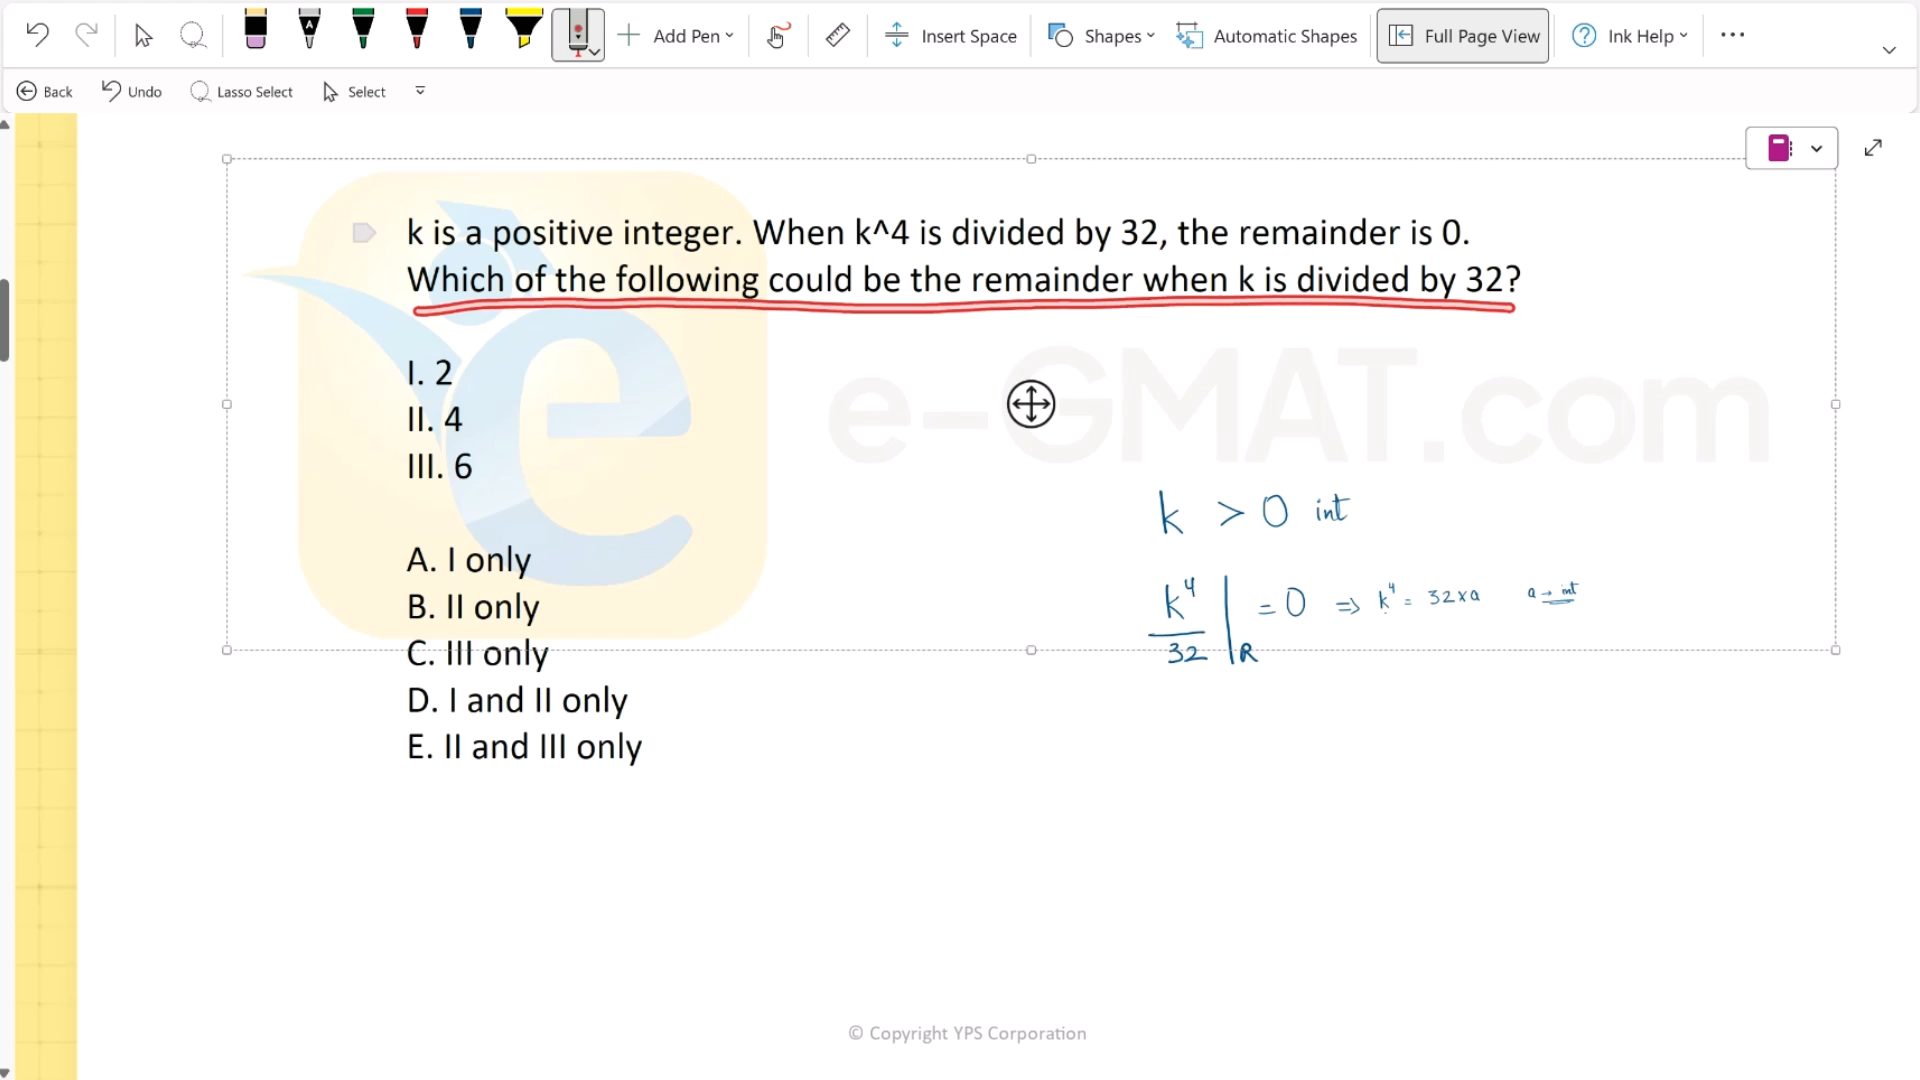 Add Pen
Insert Space
Shapes
Automatic Shapes
Full Page View
Ink Help
Back
Undo
Lasso Select
Select
k is a positive integer. When k^4 is divided by 32, the remainder is 0.
Which of the following could be the remainder when k is divided by 32?
I. 2
II. 4
III. 6
e-GMAT.com
k > 0 int
A. I only
B. II only
C. III only
D. I and II only
E. II and III only
k^4 / 32 |R = 0 => k^4 = 32 x a a → int
© Copyright YPS Corporation